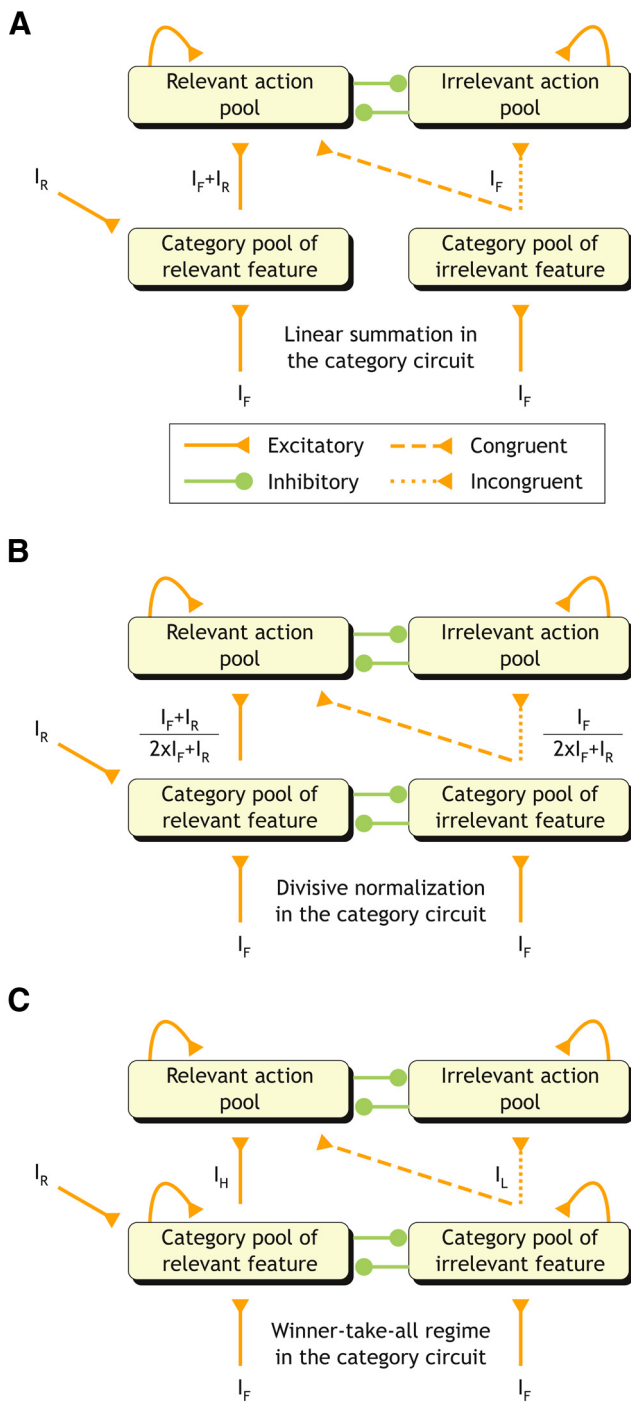 A
Relevant action
pool
Irrelevant action
pool
I_R
I_F+I_R
I_F
Category pool of
relevant feature
Category pool of
irrelevant feature
Linear summation in
the category circuit
I_F
I_F
Excitatory
Congruent
Inhibitory
Incongruent
B
Relevant action
pool
Irrelevant action
pool
I_R
I_F+I_R
2xI_F+I_R
I_F
2xI_F+I_R
Category pool of
relevant feature
Category pool of
irrelevant feature
Divisive normalization
in the category circuit
I_F
I_F
C
Relevant action
pool
Irrelevant action
pool
I_R
I_H
I_L
Category pool of
relevant feature
Category pool of
irrelevant feature
Winner-take-all regime
in the category circuit
I_F
I_F